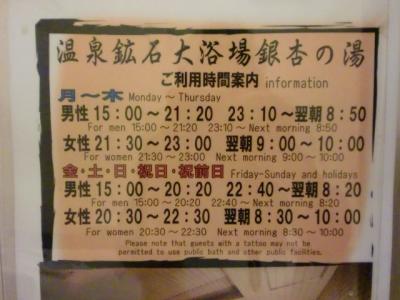 温泉鉱石大浴場銀杏の湯
ご利用時間案内 information
月～木 Monday～Thursday
男性 15：00～21：20 23：10～翌朝8：50
For men 15:00～21:20 23:10～Next morning 8:50
女性 21：30～23：00 翌朝9：00～10：00
For women 21:30～23:00 Next morning 9:00～10:00
金・土・日・祝日・祝前日 Friday-Sunday and holidays
男性 15：00～20：20 22：40～翌朝8：20
For men 15:00～20:20 22:40～Next morning 8:20
女性 20：30～22：30 翌朝8：30～10：00
For women 20:30～22:30 Next morning 8:30～10:00
Please note that guests with a tattoo may not be
permitted to use public bath and other public facilities.